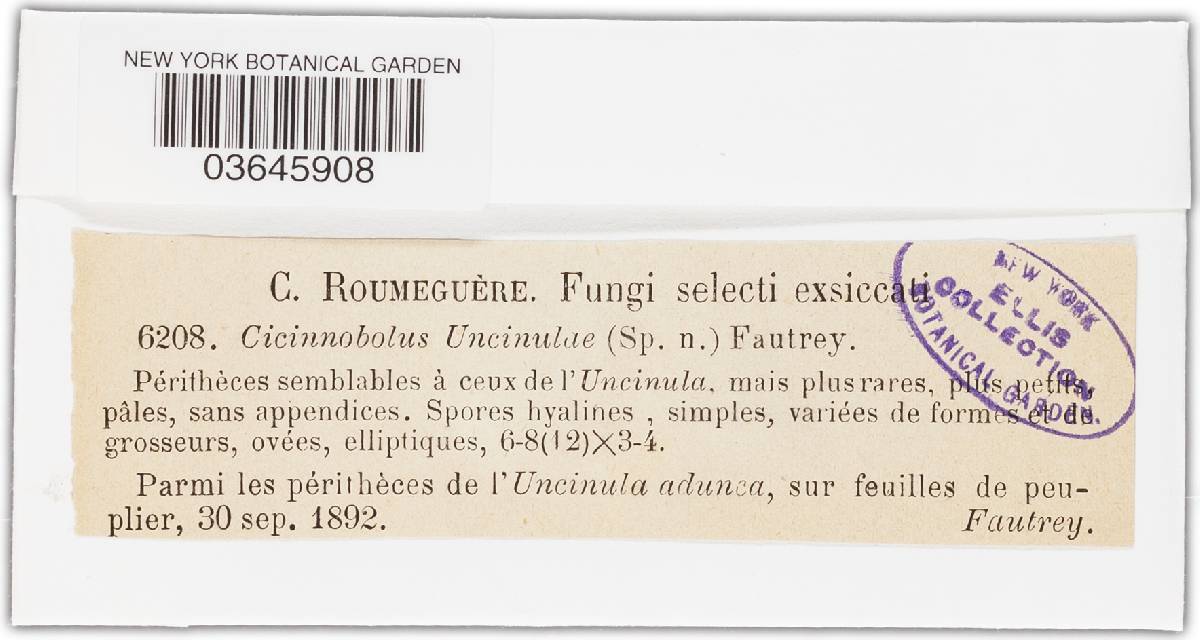 NEW YORK BOTANICAL GARDEN
03645908
C. ROUMEGUÈRE. Fungi selecti exsiccati
6208. Cicinnobolus Uncinulae (Sp. n.) Fautrey.
Périthèces semblables à ceux de l'Uncinula, mais plus rares, plus petits,
pâles, sans appendices. Spores hyalines , simples, variées de formes et de
grosseurs, ovées, elliptiques, 6-8(12)×3-4.
Parmi les périthèces de l'Uncinula adunca, sur feuilles de peu-
plier, 30 sep. 1892. Fautrey.
NEW YORK
ELLIS
COLLECTION
BOTANICAL GARDEN.